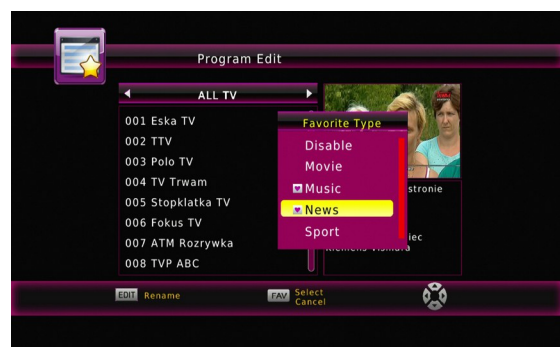 Program Edit
ALL TV
001 Eska TV
002 TTV
003 Polo TV
004 TV Trwam
005 Stopklatka TV
006 Fokus TV
007 ATM Rozrywka
008 TVP ABC
Favorite Type
Disable
Movie
Music
News
Sport
stronie
iec
EDIT Rename
FAV Select
Cancel